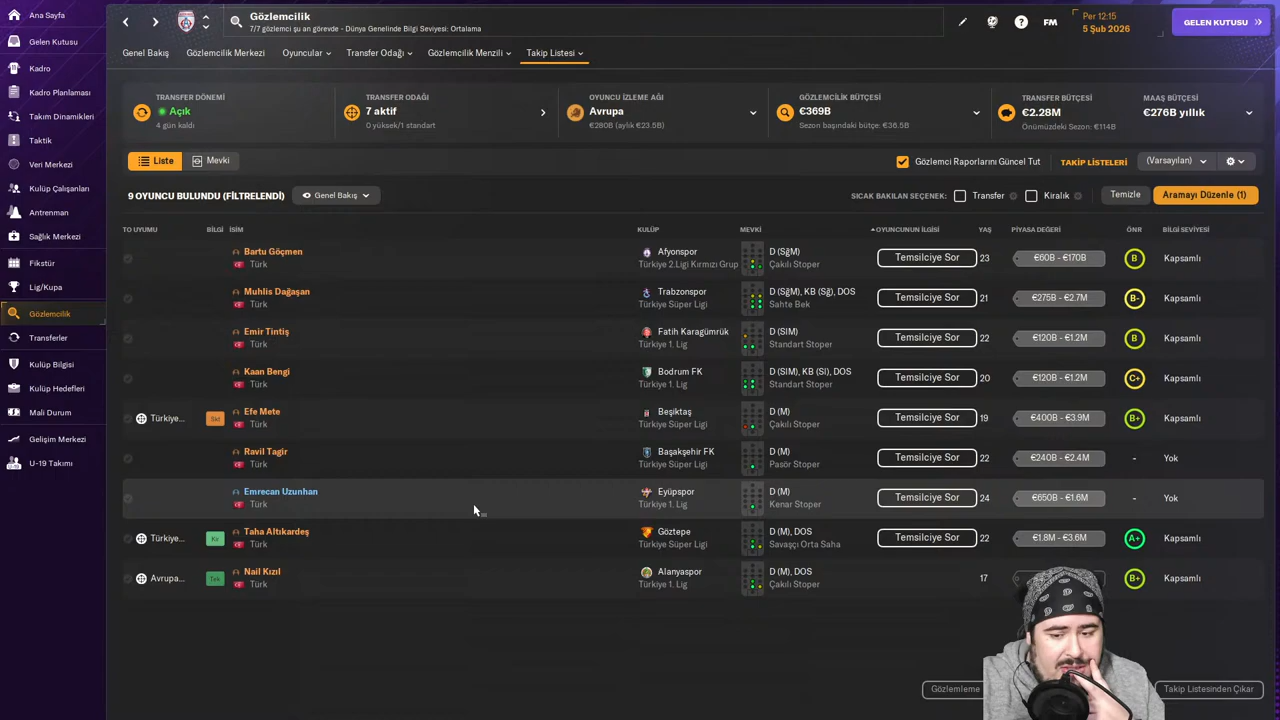 Ana Sayfa
Gelen Kutusu
Kadro
Kadro Planlaması
Takım Dinamikleri
Taktik
Veri Merkezi
Kulüp Çalışanları
Antrenman
Sağlık Merkezi
Fikstür
Lig/Kupa
Gözlemcilik
Transferler
Kulüp Bilgisi
Kulüp Hedefleri
Mali Durum
Gelişim Merkezi
U-19 Takımı
Gözlemcilik
7/7 gözlemci şu an görevde - Dünya Genelinde Bilgi Seviyesi: Ortalama
FM
Per 12:15
5 Şub 2026
GELEN KUTUSU
Genel Bakış Gözlemcilik Merkezi Oyuncular Transfer Odağı Gözlemcilik Menzili Takip Listesi
TRANSFER DÖNEMİ
Açık
4 gün kaldı
TRANSFER ODAĞI
7 aktif
0 yüksek/1 standart
OYUNCU İZLEME AĞI
Avrupa
€280B (aylık €23.5B)
GÖZLEMCİLİK BÜTÇESİ
€369B
Sezon başındaki bütçe: €36.5B
TRANSFER BÜTÇESİ
€2.28M
Önümüzdeki Sezon: €114B
MAAŞ BÜTÇESİ
€276B yıllık
Liste Mevki
Gözlemci Raporlarını Güncel Tut TAKİP LİSTELERİ (Varsayılan)
9 OYUNCU BULUNDU (FİLTRELENDİ) Genel Bakış
SICAK BAKILAN SEÇENEK: Transfer Kiralık Temizle Aramayı Düzenle (1)
TO UYUMU BİLGİ İSİM KULÜP MEVKİ OYUNCUNUN İLGİSİ YAŞ PİYASA DEĞERİ ÖNR BİLGİ SEVİYESİ
Bartu Göçmen Afyonspor D (SğM) Temsilciye Sor 23 €60B - €170B B Kapsamlı
Türk Türkiye 2.Ligi Kırmızı Grup Çakılı Stoper
Muhlis Dağaşan Trabzonspor D (SğM), KB (Sğ), DOS Temsilciye Sor 21 €275B - €2.7M B- Kapsamlı
Türk Türkiye Süper Ligi Sahte Bek
Emir Tintiş Fatih Karagümrük D (SIM) Temsilciye Sor 22 €120B - €1.2M B Kapsamlı
Türk Türkiye 1. Lig Standart Stoper
Kaan Bengi Bodrum FK D (SIM), KB (SI), DOS Temsilciye Sor 20 €120B - €1.2M C+ Kapsamlı
Türk Türkiye 1. Lig Standart Stoper
Türkiye... Efe Mete Beşiktaş D (M) Temsilciye Sor 19 €400B - €3.9M B+ Kapsamlı
Türk Türkiye Süper Ligi Çakılı Stoper
Ravil Tagir Başakşehir FK D (M) Temsilciye Sor 22 €240B - €2.4M - Yok
Türk Türkiye Süper Ligi Pasör Stoper
Emrecan Uzunhan Eyüpspor D (M) Temsilciye Sor 24 €650B - €1.6M - Yok
Türk Türkiye 1. Lig Kenar Stoper
Türkiye... Kir Taha Altıkardeş Göztepe D (M), DOS Temsilciye Sor 22 €1.8M - €3.6M A+ Kapsamlı
Türk Türkiye Süper Ligi Savaşçı Orta Saha
Avrupa... Tek Nail Kızıl Alanyaspor D (M), DOS 17 B+ Kapsamlı
Türk Türkiye 1. Lig Çakılı Stoper
Gözlemleme Takip Listesinden Çıkar